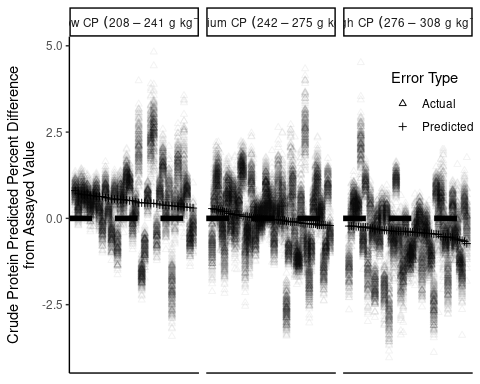 CP (208 – 241 g kg
CP (242 – 275 g
CP (276 – 308 g kg
Error Type
Actual
Predicted
5.0
2.5
0.0
-2.5
Crude Protein Predicted Percent Difference
from Assayed Value